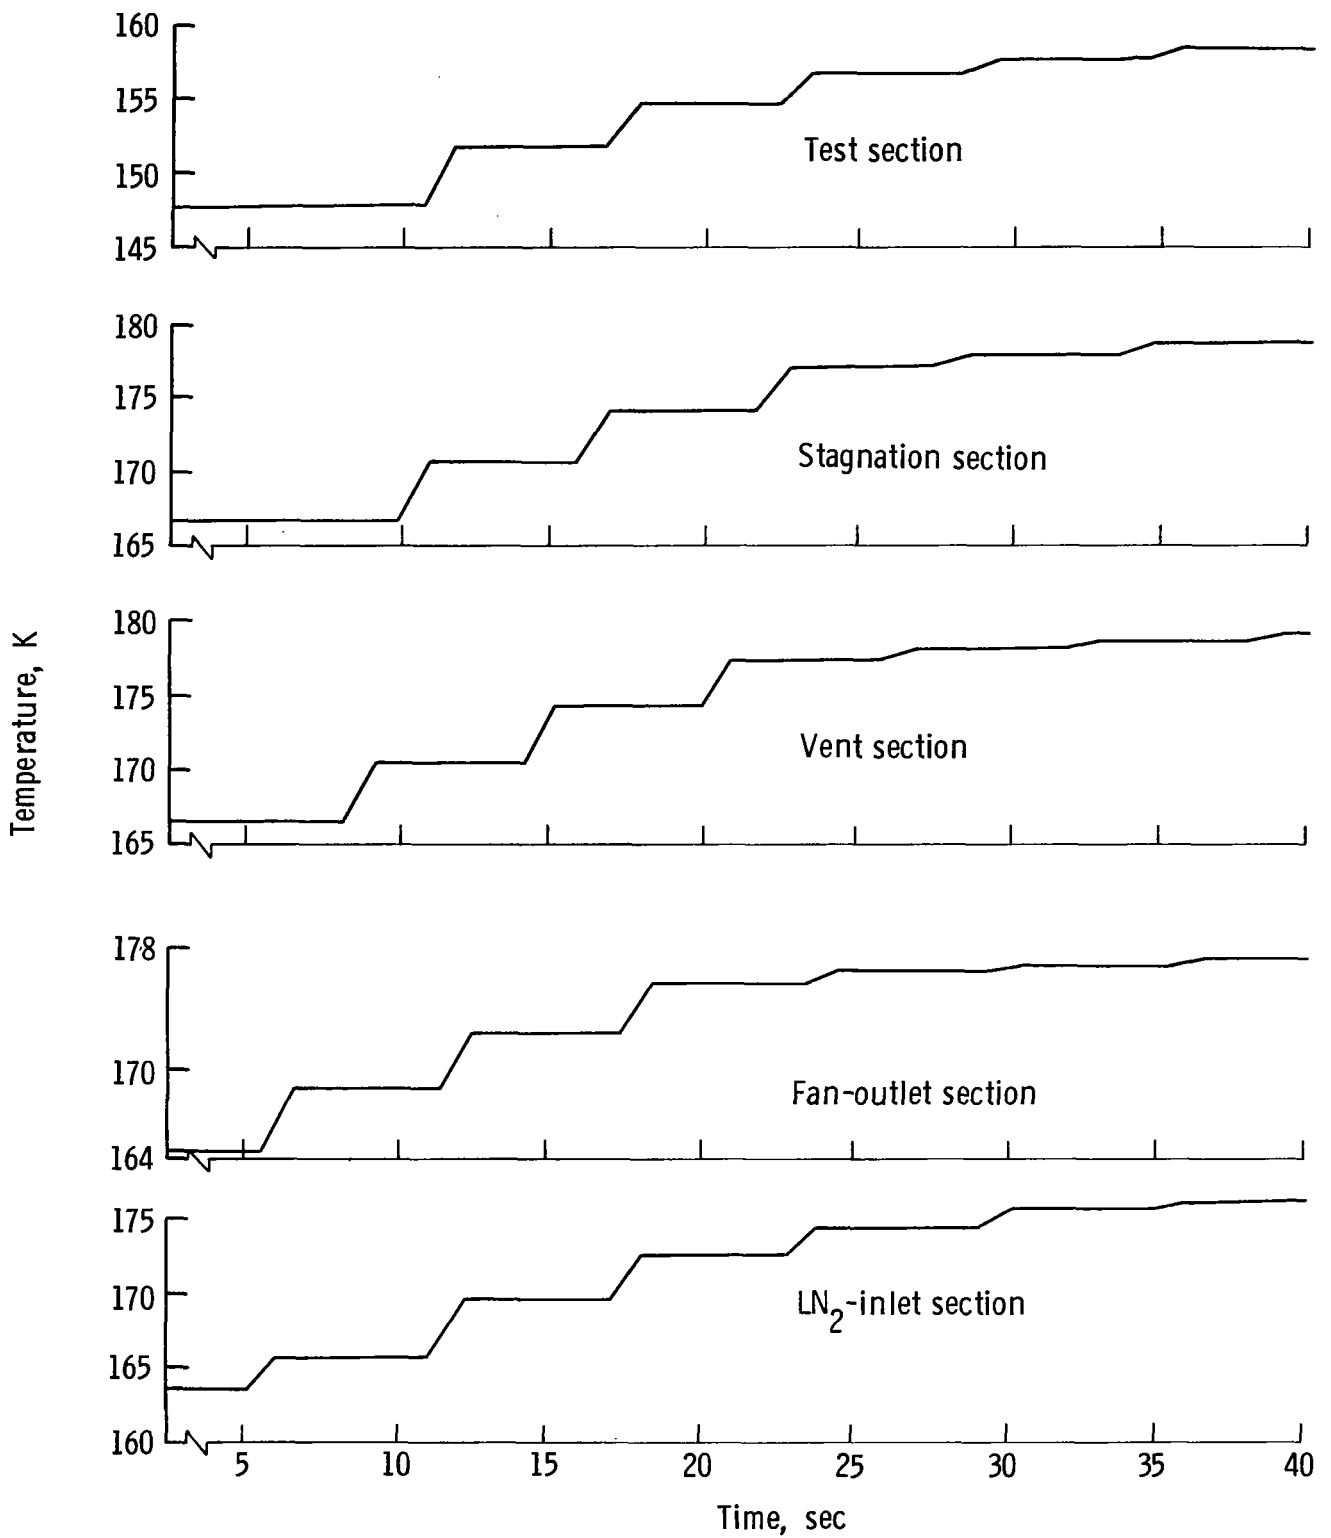 160
155
150
145
Test section
180
175
170
165
Stagnation section
Temperature, K
180
175
170
165
Vent section
178
170
164
Fan-outlet section
175
170
165
160
LN2-inlet section
5 10 15 20 25 30 35 40
Time, sec